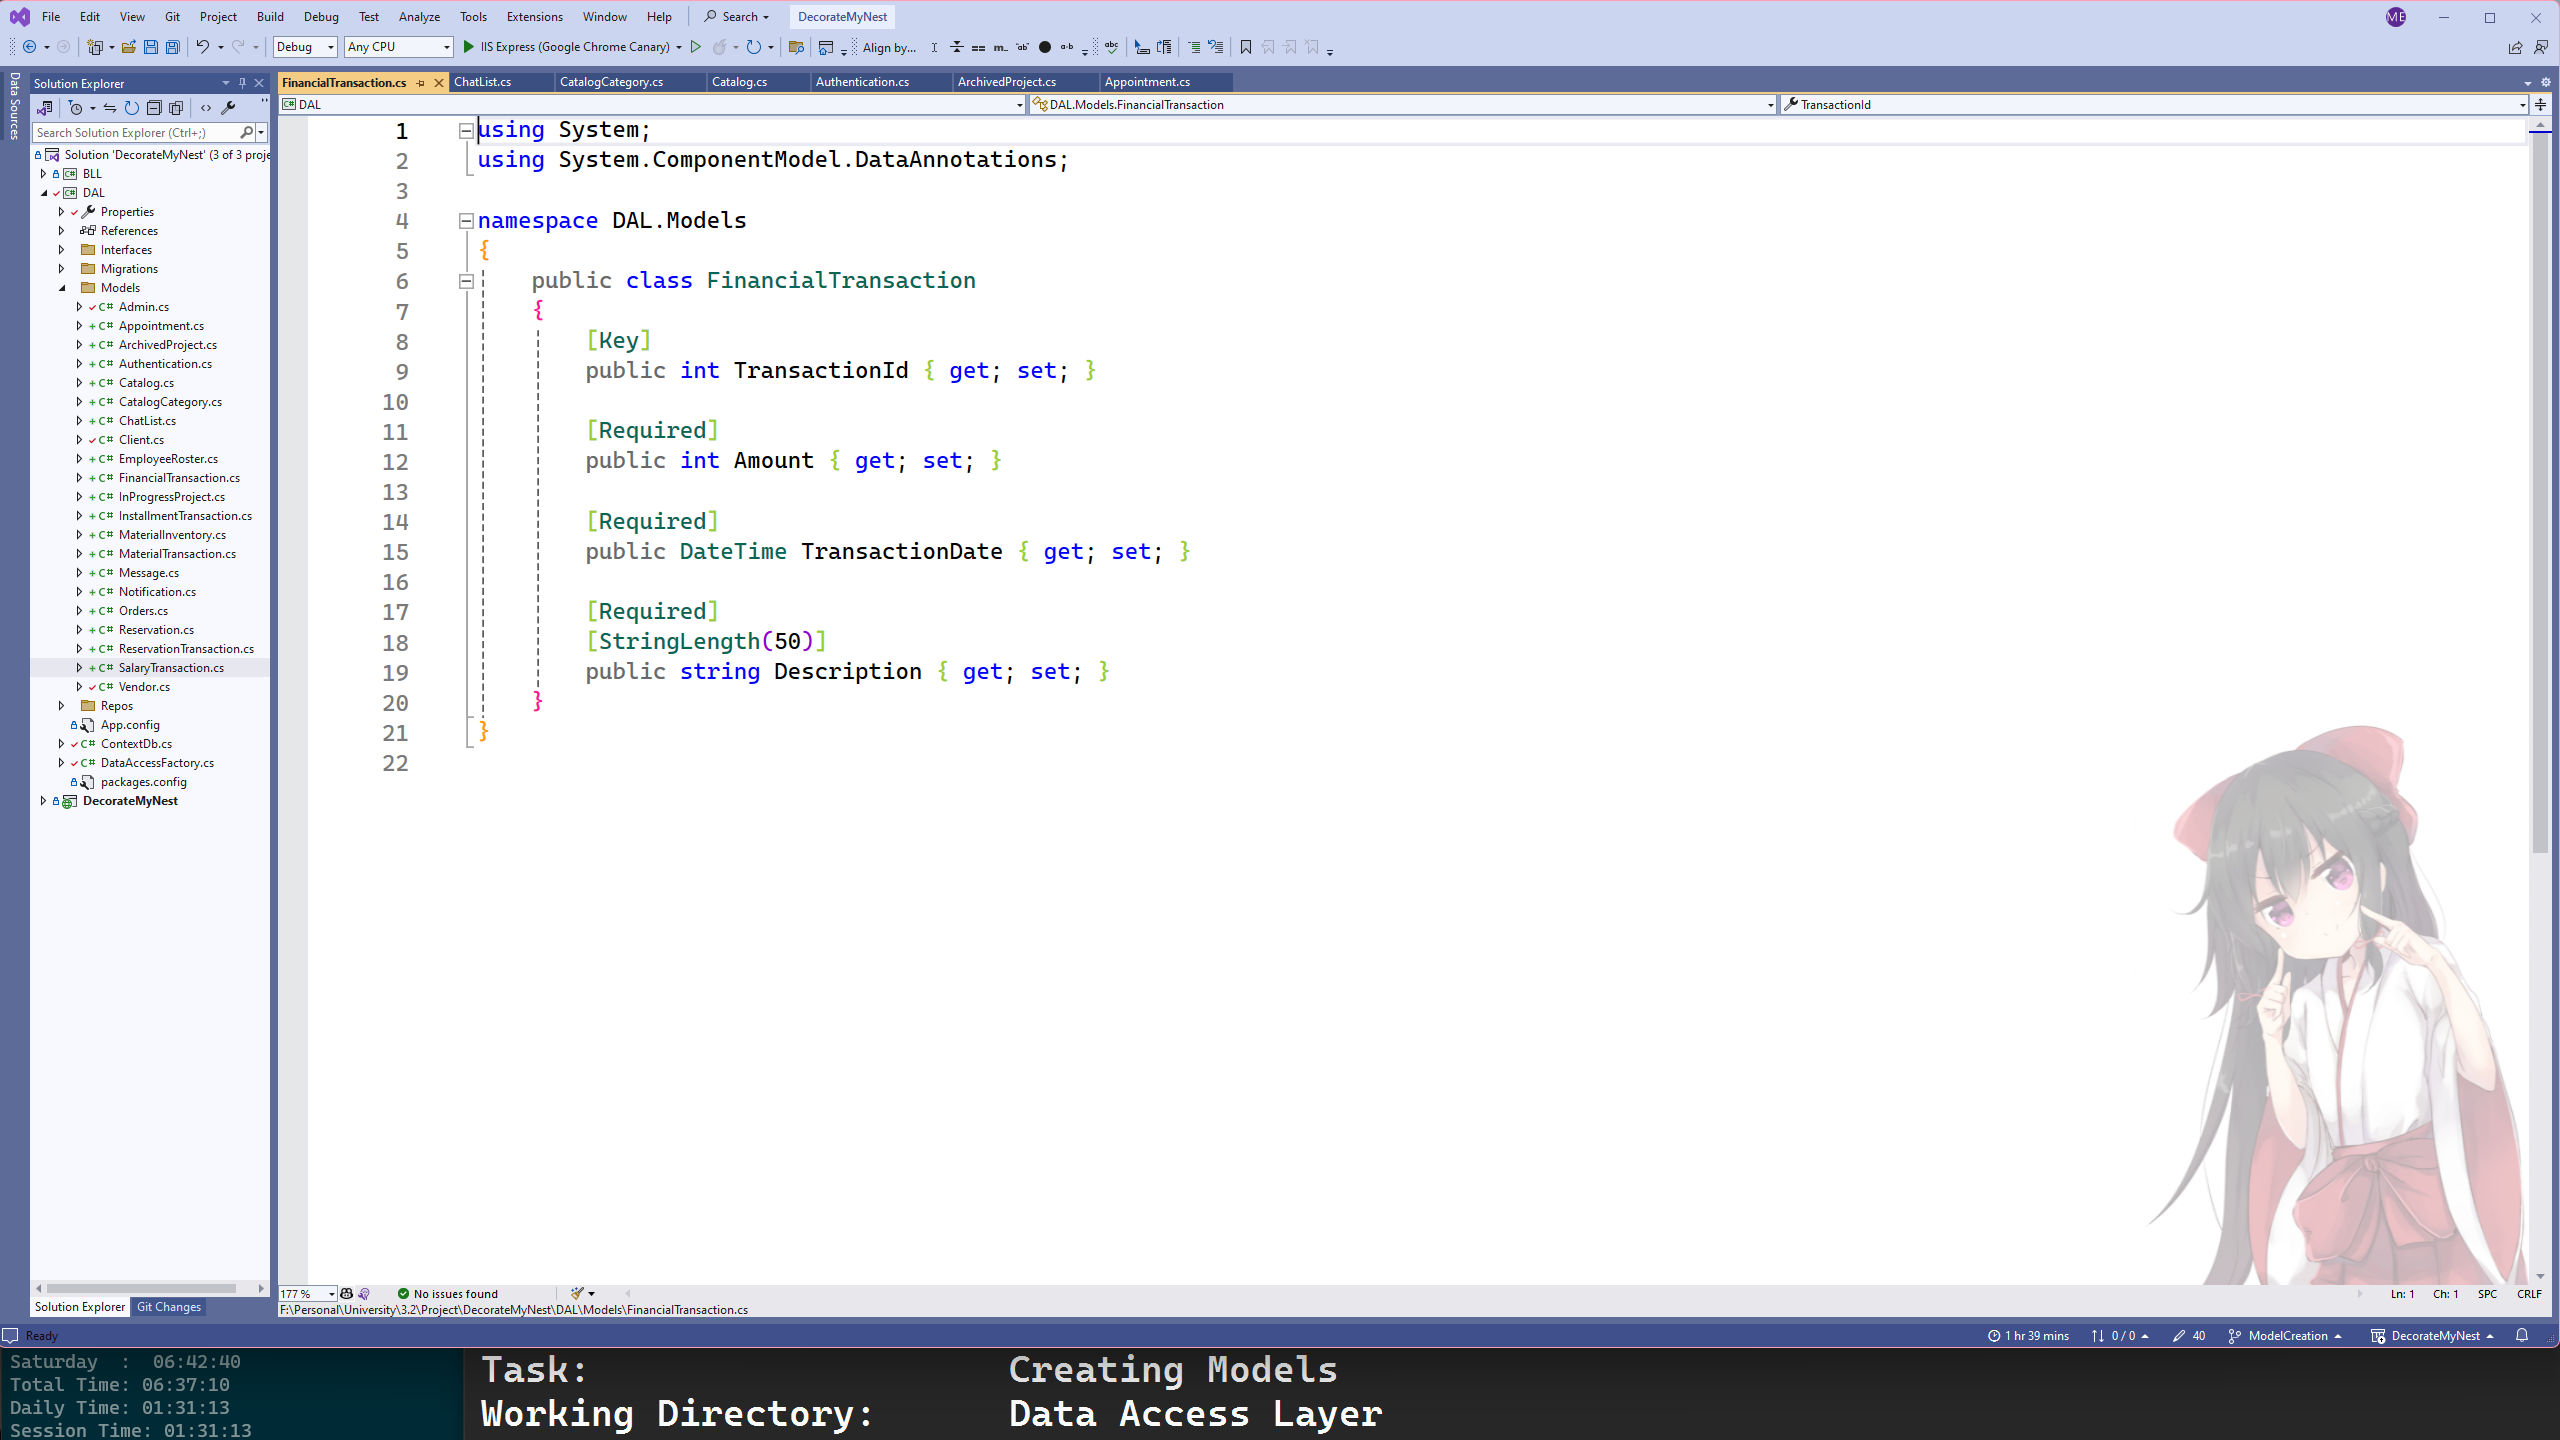 File Edit View Git Project Build Debug Test Analyze Tools Extensions Window Help Search DecorateMyNest ME
Debug Any CPU IIS Express (Google Chrome Canary) Align by...
Data Sources
Solution Explorer
Search Solution Explorer (Ctrl+;)
Solution 'DecorateMyNest' (3 of 3 proje
BLL
DAL
Properties
References
Interfaces
Migrations
Models
C# Admin.cs
C# Appointment.cs
C# ArchivedProject.cs
C# Authentication.cs
C# Catalog.cs
C# CatalogCategory.cs
C# ChatList.cs
C# Client.cs
C# EmployeeRoster.cs
C# FinancialTransaction.cs
C# InProgressProject.cs
C# InstallmentTransaction.cs
C# MaterialInventory.cs
C# MaterialTransaction.cs
C# Message.cs
C# Notification.cs
C# Orders.cs
C# Reservation.cs
C# ReservationTransaction.cs
C# SalaryTransaction.cs
C# Vendor.cs
Repos
App.config
C# ContextDb.cs
C# DataAccessFactory.cs
packages.config
DecorateMyNest
Solution Explorer Git Changes
FinancialTransaction.cs ChatList.cs CatalogCategory.cs Catalog.cs Authentication.cs ArchivedProject.cs Appointment.cs
DAL DAL.Models.FinancialTransaction TransactionId
1 using System;
2 using System.ComponentModel.DataAnnotations;
3
4 namespace DAL.Models
5 {
6 public class FinancialTransaction
7 {
8 [Key]
9 public int TransactionId { get; set; }
10
11 [Required]
12 public int Amount { get; set; }
13
14 [Required]
15 public DateTime TransactionDate { get; set; }
16
17 [Required]
18 [StringLength(50)]
19 public string Description { get; set; }
20 }
21 }
22
177 % No issues found Ln: 1 Ch: 1 SPC CRLF
F:\Personal\University\3.2\Project\DecorateMyNest\DAL\Models\FinancialTransaction.cs
Ready 1 hr 39 mins 0 / 0 40 ModelCreation DecorateMyNest
Saturday : 06:42:40
Total Time: 06:37:10
Daily Time: 01:31:13
Session Time: 01:31:13
Task: Creating Models
Working Directory: Data Access Layer